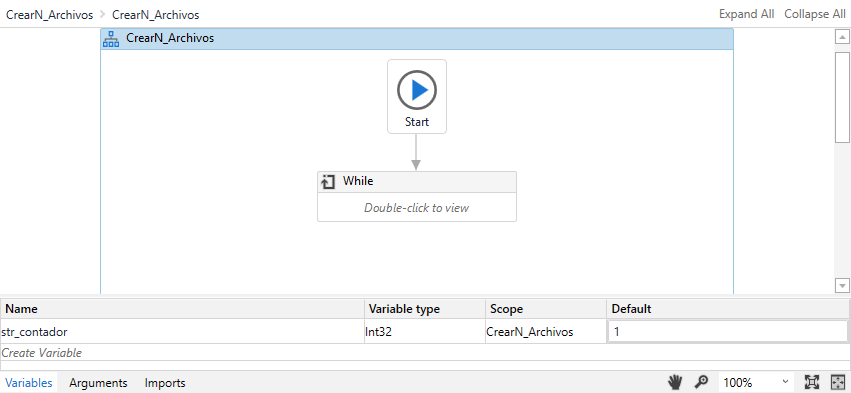 CrearN_Archivos > CrearN_Archivos Expand All Collapse All
CrearN_Archivos
Start
While
Double-click to view
Name Variable type Scope Default
str_contador Int32 CrearN_Archivos 1
Create Variable
Variables Arguments Imports 100%